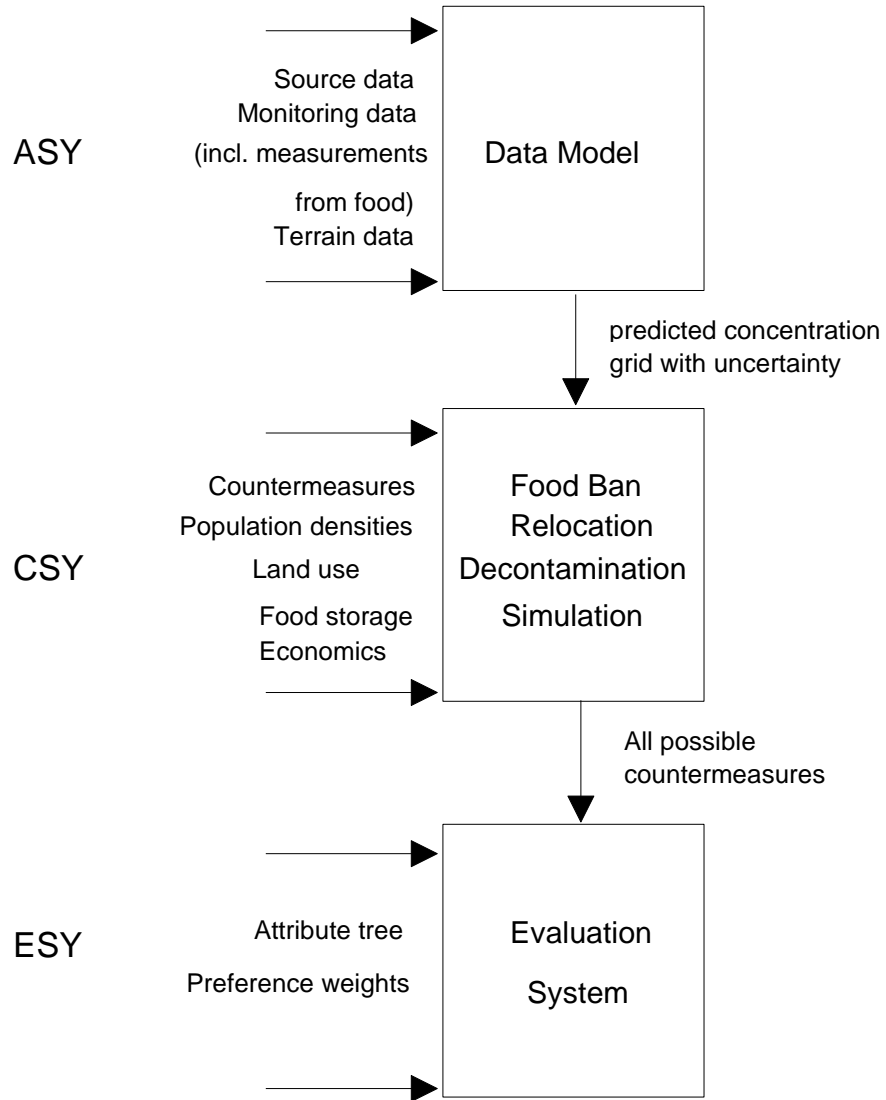 ASY
Source data
Monitoring data
(incl. measurements
from food)
Terrain data
Data Model
predicted concentration
grid with uncertainty
CSY
Countermeasures
Population densities
Land use
Food storage
Economics
Food Ban
Relocation
Decontamination
Simulation
All possible
countermeasures
ESY
Attribute tree
Preference weights
Evaluation
System